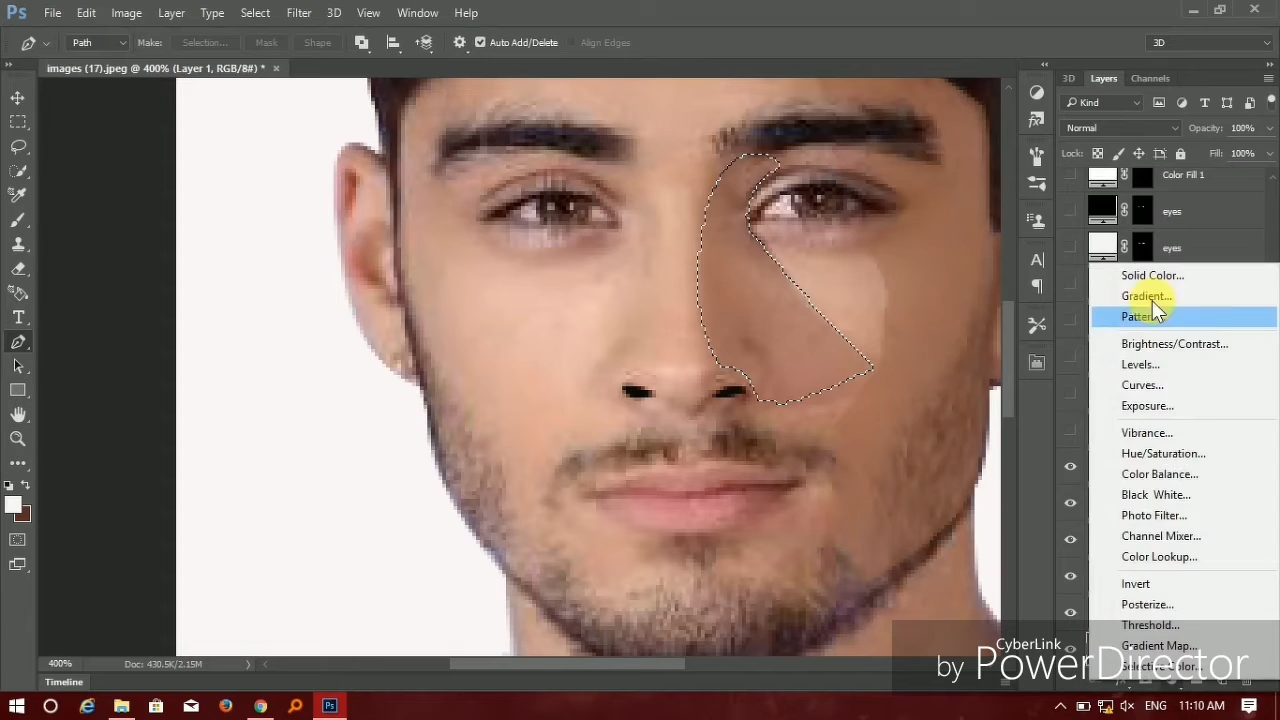 Ps File Edit Image Layer Type Select Filter 3D View Window Help
Path Make: Selection... Mask Shape Auto Add/Delete Align Edges 3D
images (17).jpeg @ 400% (Layer 1, RGB/8#) * ×
3D Layers Channels
Kind
Normal Opacity: 100%
Lock: Fill: 100%
Color Fill 1
eyes
eyes
Solid Color...
Gradient...
Brightness/Contrast...
Levels...
Curves...
Exposure...
Vibrance...
Hue/Saturation...
Color Balance...
Black White...
Photo Filter...
Channel Mixer...
Color Lookup...
Invert
Posterize...
Threshold...
Gradient Map...
Selective Color...
CyberLink
by PowerDirector
400% Doc: 430.5K/2.15M
Timeline
ENG 11:10 AM